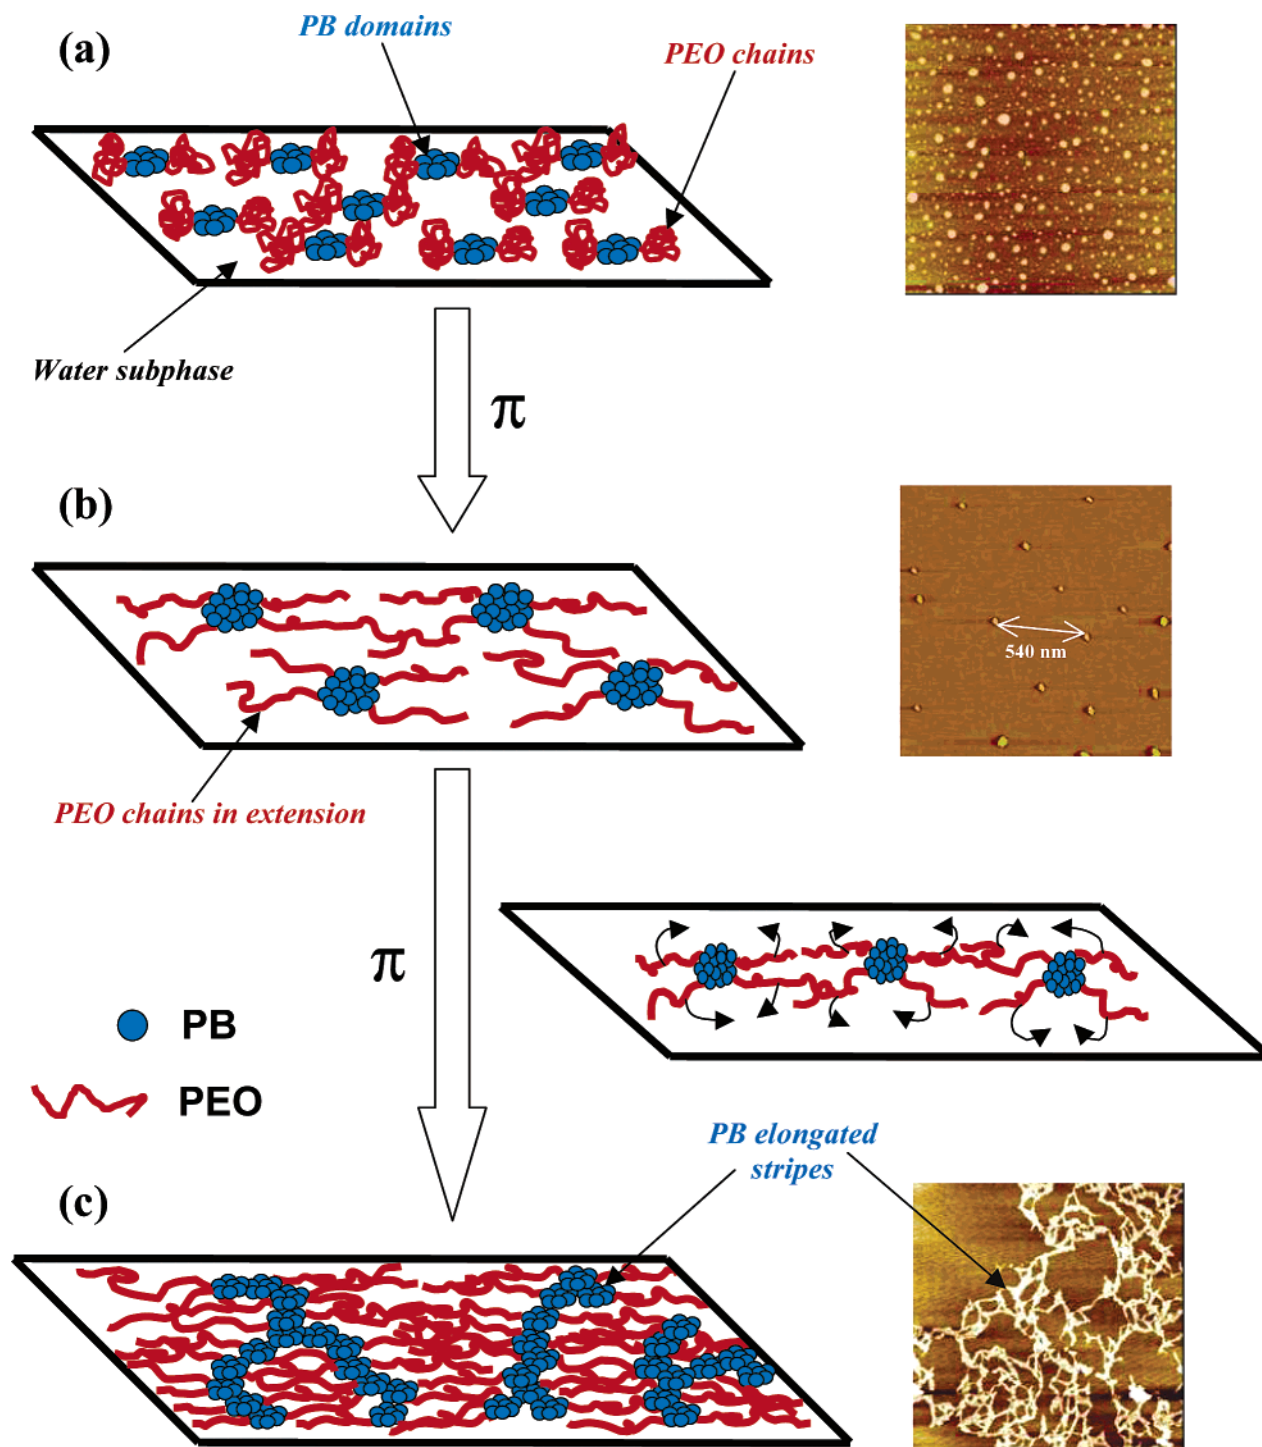 (a)
PB domains
PEO chains
Water subphase
π
(b)
540 nm
PEO chains in extension
π
PB
PEO
PB elongated
stripes
(c)